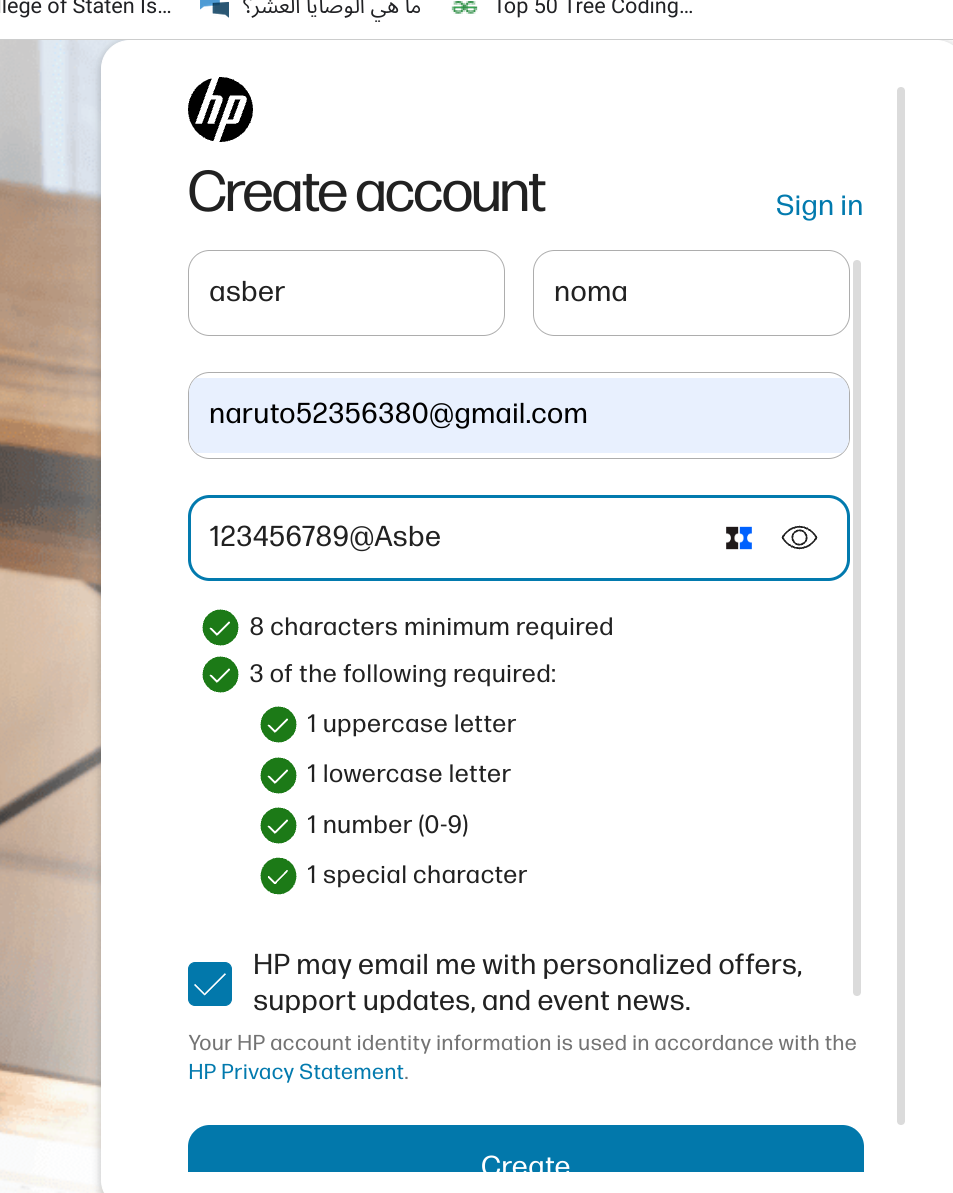 llege of Staten Is...
ما هي الوصايا العشر؟
Top 50 Tree Coding...
hp
Create account
Sign in
asber
noma
naruto52356380@gmail.com
123456789@Asbe
8 characters minimum required
3 of the following required:
1 uppercase letter
1 lowercase letter
1 number (0-9)
1 special character
HP may email me with personalized offers,
support updates, and event news.
Your HP account identity information is used in accordance with the
HP Privacy Statement.
Create